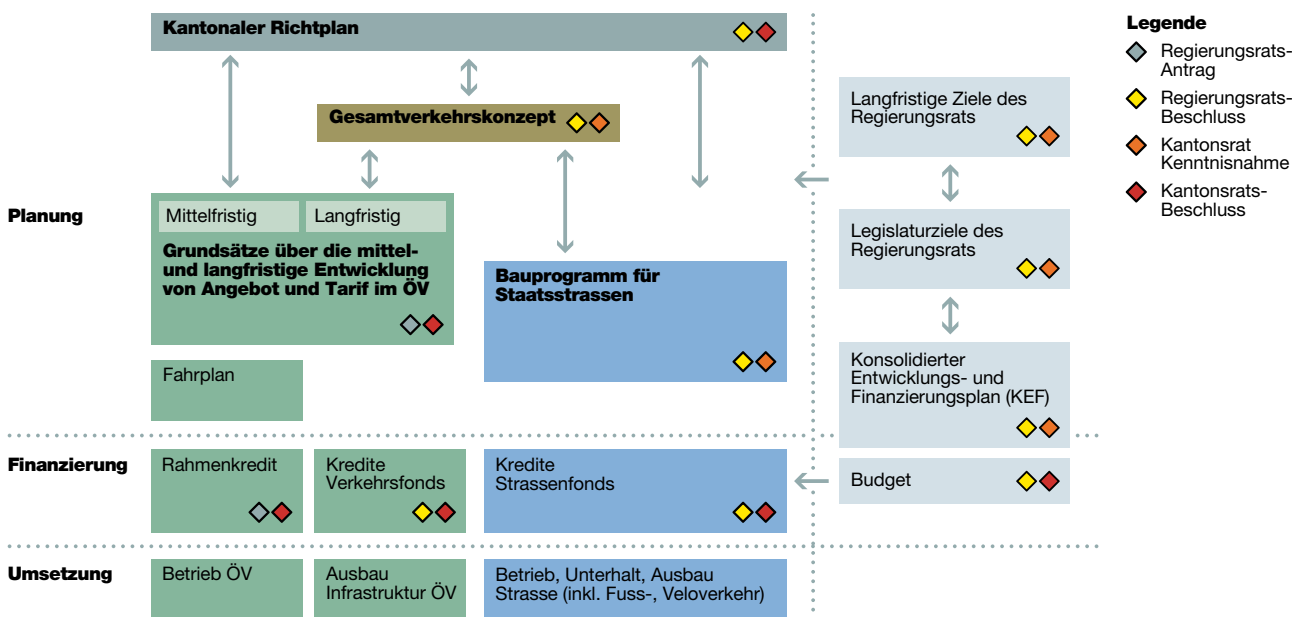 Kantonaler Richtplan
Gesamtverkehrskonzept
Planung
Mittelfristig
Langfristig
Grundsätze über die mittel-
und langfristige Entwicklung
von Angebot und Tarif im ÖV
Bauprogramm für
Staatsstrassen
Fahrplan
Langfristige Ziele des
Regierungsrats
Legislaturziele des
Regierungsrats
Konsolidierter
Entwicklungs- und
Finanzierungsplan (KEF)
Finanzierung
Rahmenkredit
Kredite
Verkehrsfonds
Kredite
Strassenfonds
Budget
Umsetzung
Betrieb ÖV
Ausbau
Infrastruktur ÖV
Betrieb, Unterhalt, Ausbau
Strasse (inkl. Fuss-, Veloverkehr)
Legende
Regierungsrats-
Antrag
Regierungsrats-
Beschluss
Kantonsrat
Kenntnisnahme
Kantonsrats-
Beschluss